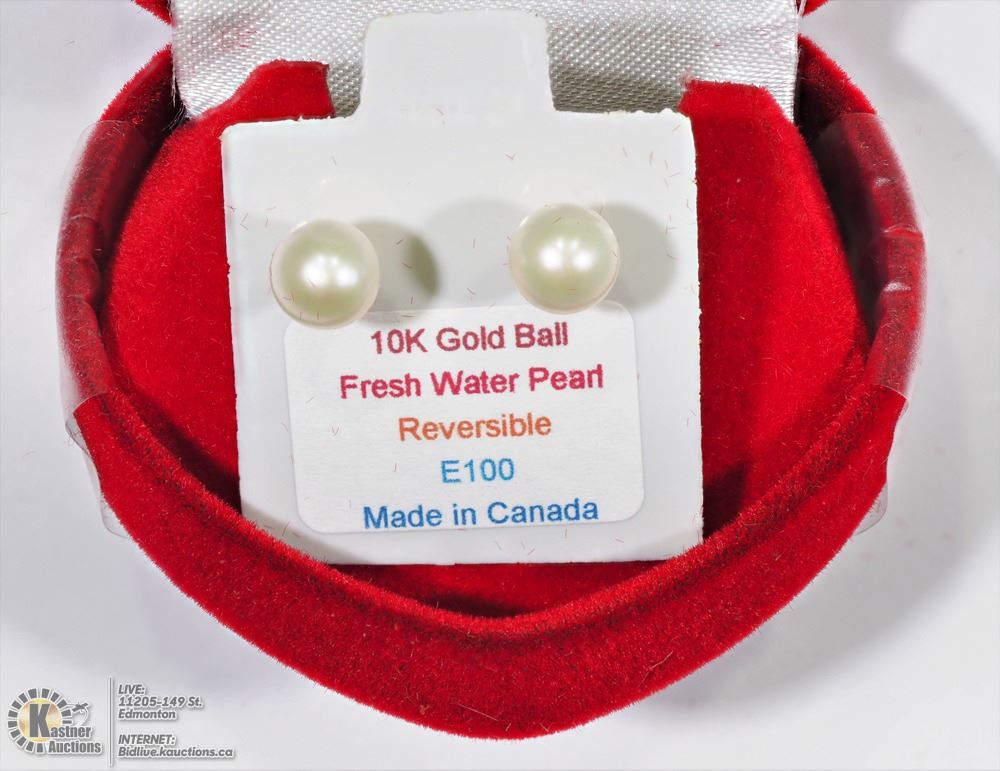 10K Gold Ball
Fresh Water Pearl
Reversible
E100
Made in Canada
Kastner
Auctions
LIVE:
11205-149 St.
Edmonton
INTERNET:
Bidlive.kauctions.ca